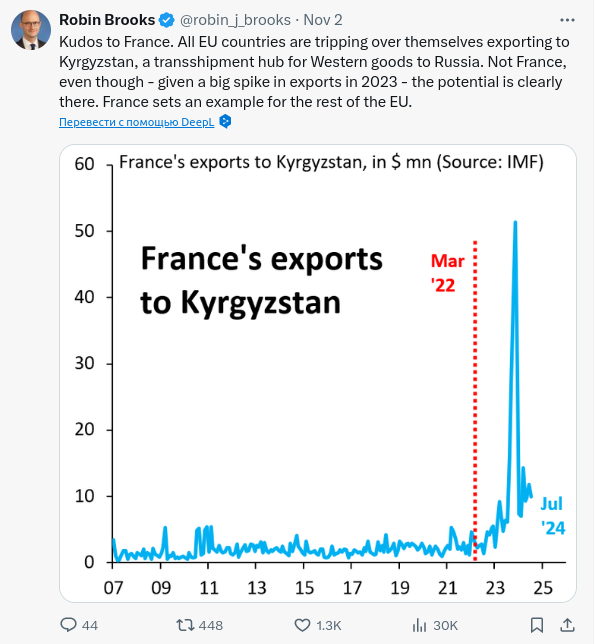 Robin Brooks @robin_j_brooks · Nov 2
Kudos to France. All EU countries are tripping over themselves exporting to
Kyrgyzstan, a transshipment hub for Western goods to Russia. Not France,
even though - given a big spike in exports in 2023 - the potential is clearly
there. France sets an example for the rest of the EU.
Перевести с помощью DeepL
France's exports to Kyrgyzstan, in $ mn (Source: IMF)
60
50
40
30
20
10
0
France's exports
to Kyrgyzstan
Mar
'22
Jul
'24
07 09 11 13 15 17 19 21 23 25
44 448 1.3K 30K